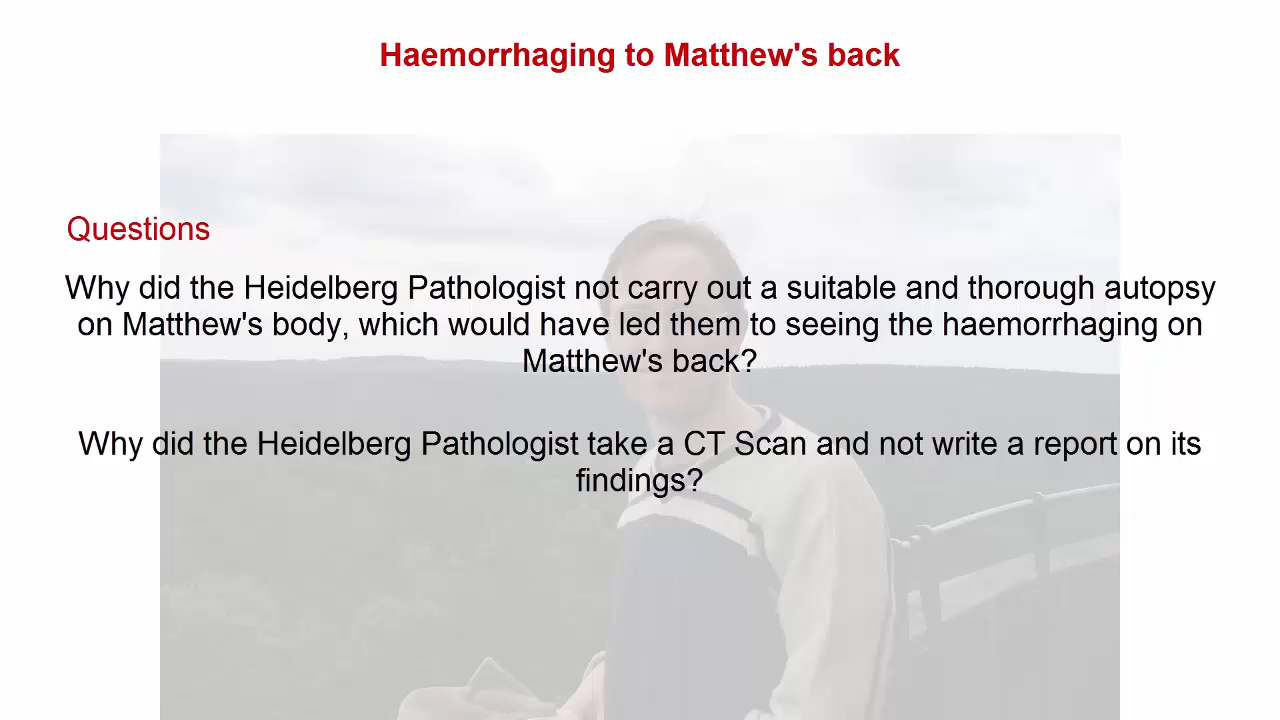 Haemorrhaging to Matthew's back
Questions
Why did the Heidelberg Pathologist not carry out a suitable and thorough autopsy
on Matthew's body, which would have led them to seeing the haemorrhaging on
Matthew's back?
Why did the Heidelberg Pathologist take a CT Scan and not write a report on its
findings?